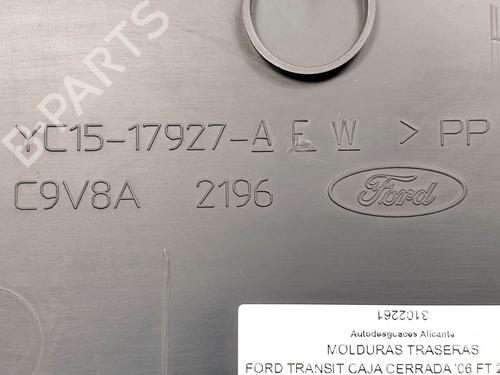 B-PARTS
YC15-17927-AEW >PP
C9V8A 2196 Ford
3102261
Autodesguaces Alicante
MOLDURAS TRASERAS
FORD TRANSIT CAJA CERRADA '06 FT 2